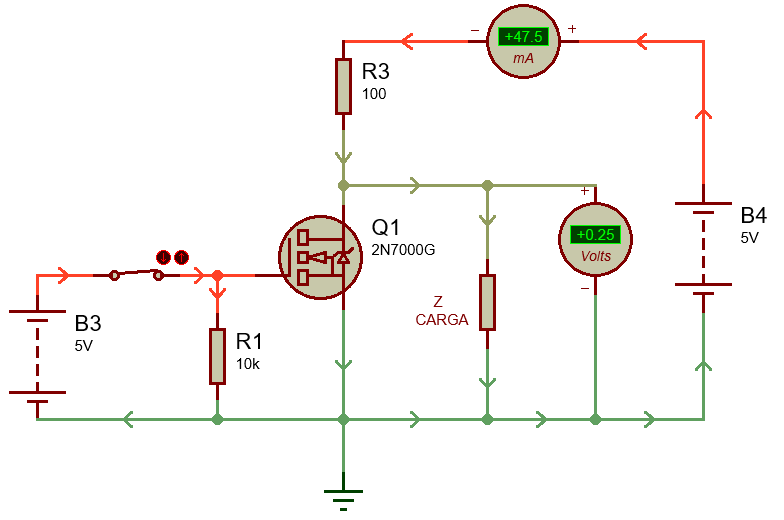 +47.5
mA
R3
100
Q1
2N7000G
B4
5V
+0.25
Volts
Z
CARGA
B3
5V
R1
10k